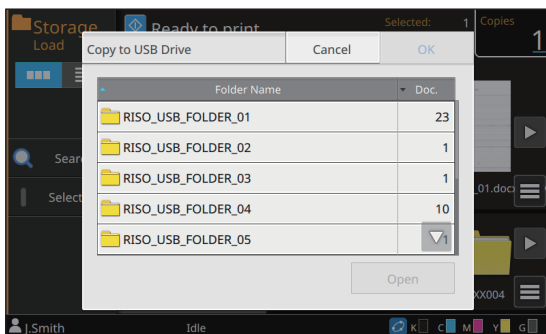 Storage
Load
Ready to print
Selected: 1
Copies
1
Copy to USB Drive
Cancel
OK
Folder Name
Doc.
RISO_USB_FOLDER_01 23
RISO_USB_FOLDER_02 1
RISO_USB_FOLDER_03 1
RISO_USB_FOLDER_04 10
RISO_USB_FOLDER_05 1
Sear
Select
_01.doc
Open
XX004
J.Smith
Idle
K C M Y G